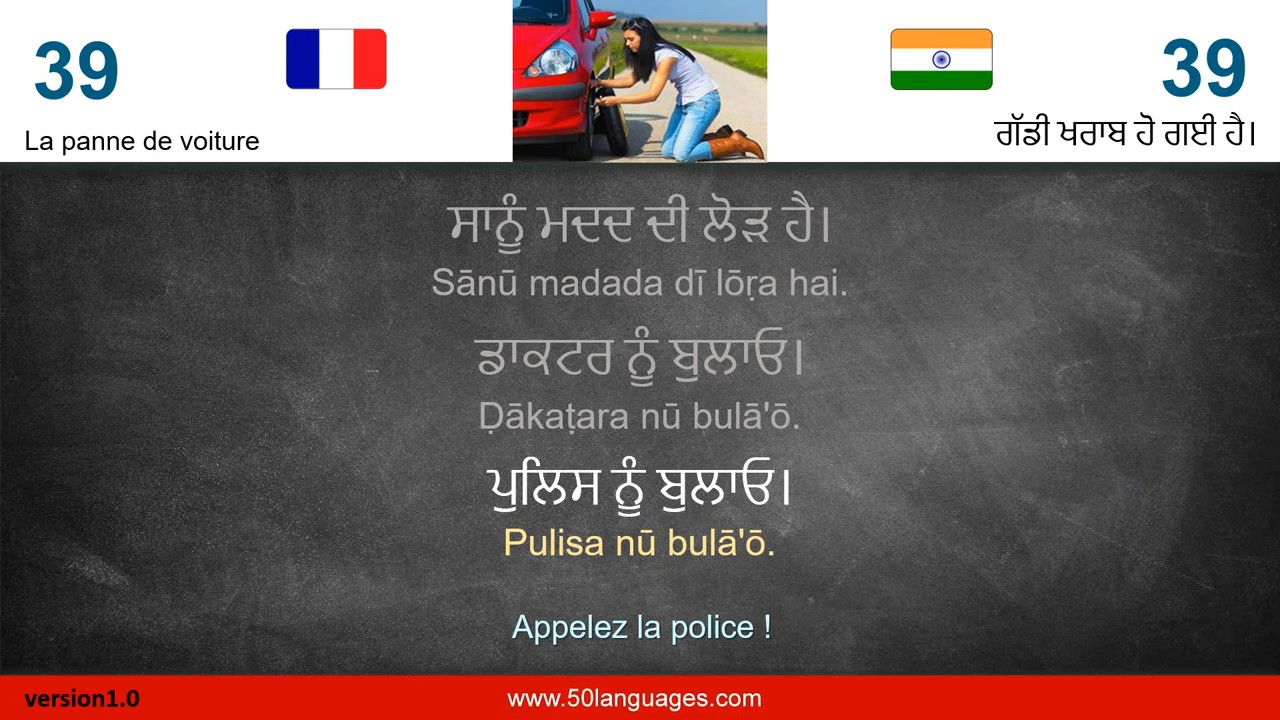 39
39
La panne de voiture
ਗੱਡੀ ਖਰਾਬ ਹੋ ਗਈ ਹੈ।
ਸਾਨੂੰ ਮਦਦ ਦੀ ਲੋੜ ਹੈ।
Sānū madada dī lōṛa hai.
ਡਾਕਟਰ ਨੂੰ ਬੁਲਾਓ।
Ḍākaṭara nū bulā'ō.
ਪੁਲਿਸ ਨੂੰ ਬੁਲਾਓ।
Pulisa nū bulā'ō.
Appelez la police !
version1.0
www.50languages.com